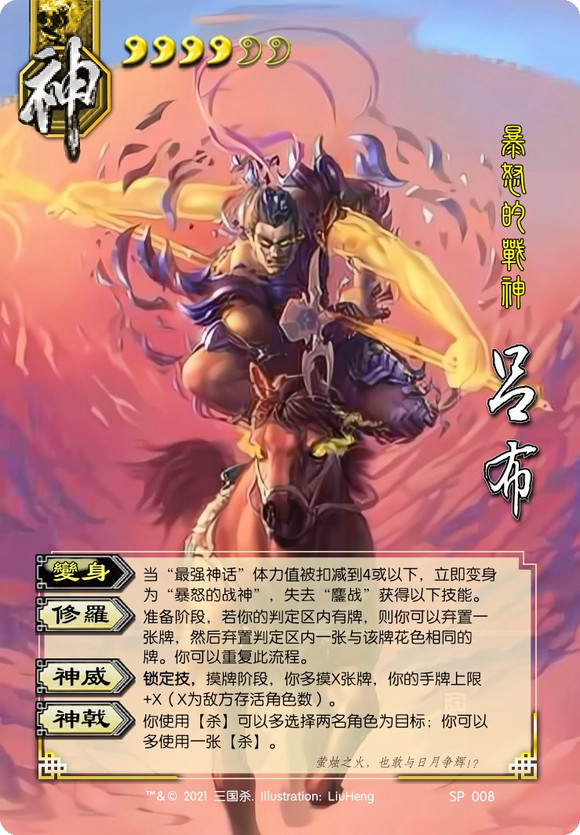 神
暴怒的戰神
呂布
變身
当“最强神话”体力值被扣减到4或以下，立即变身
为“暴怒的战神”，失去“鏖战”获得以下技能。
修羅
准备阶段，若你的判定区内有牌，则你可以弃置一
张牌，然后弃置判定区内一张与该牌花色相同的
牌。你可以重复此流程。
神威
锁定技，摸牌阶段，你多摸X张牌，你的手牌上限
+X（X为敌方存活角色数）。
神戟
你使用【杀】可以多选择两名角色为目标；你可以
多使用一张【杀】。
萤烛之火，也敢与日月争辉!?
™&© 2021 三国杀. Illustration: LiuHeng
SP 008